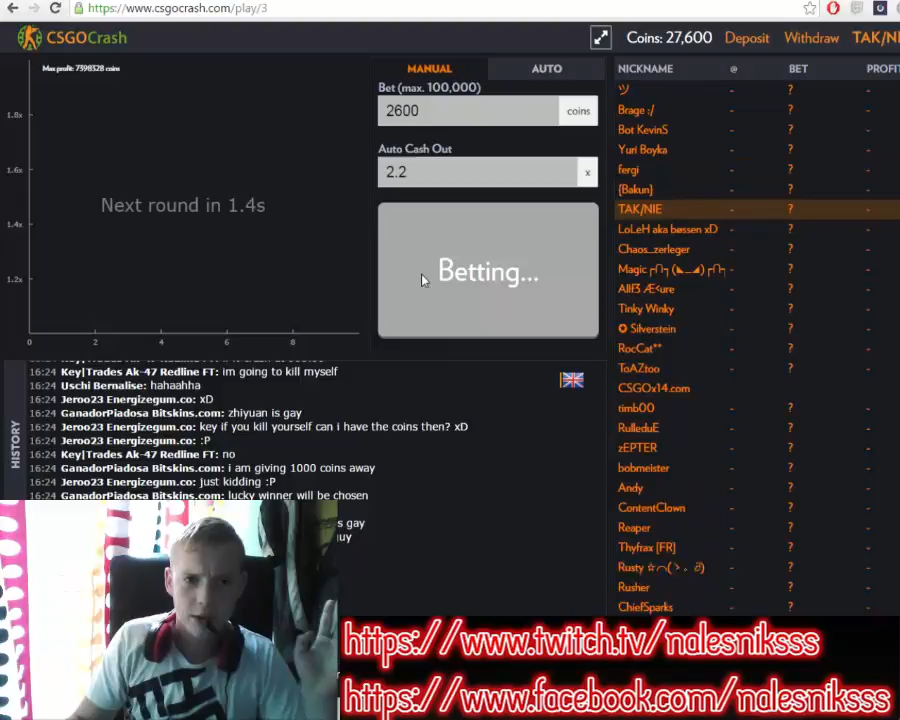 https://www.csgocrash.com/play/3
CSGOCrash
Coins: 27,600 Deposit Withdraw TAK/NI
Max profit: 7398328 coins
MANUAL AUTO
Bet (max. 100,000)
2600 coins
Auto Cash Out
2.2 x
Betting...
Next round in 1.4s
1.8x
1.6x
1.4x
1.2x
0 2 4 6 8
NICKNAME @ BET PROFI
ツ - ? -
Brage :/ - ? -
Bot KevinS - ? -
Yuri Boyka - ? -
fergi - ? -
{Bakun} - ? -
TAK/NIE - ? -
LoLeH aka bøssen xD - ? -
Chaos_zerleger - ? -
Magic - ? -
- ? -
Tinky Winky - ? -
✪ Silverstein - ? -
RocCat** - ? -
ToAZtoo - ? -
CSGOx14.com - ? -
timb00 - ? -
RulleduE - ? -
zEPTER - ? -
bobmeister - ? -
Andy - ? -
ContentClown - ? -
Reaper - ? -
Thyfrax [FR] - ? -
Rusty - ? -
Rusher - ? -
ChiefSparks - ? -
HISTORY
16:24 Key|Trades Ak-47 Redline FT: im going to kill myself
16:24 Uschi Bernalise: hahaahha
16:24 Jeroo23 Energizegum.co: xD
16:24 GanadorPiadosa Bitskins.com: zhiyuan is gay
16:24 Jeroo23 Energizegum.co: key if you kill yourself can i have the coins then? xD
16:24 Jeroo23 Energizegum.co: :P
16:24 Key|Trades Ak-47 Redline FT: no
16:24 GanadorPiadosa Bitskins.com: i am giving 1000 coins away
16:24 Jeroo23 Energizegum.co: just kidding :P
16:24 GanadorPiadosa Bitskins.com: lucky winner will be chosen
s gay
uy
https://www.twitch.tv/nalesniksss
https://www.facebook.com/nalesniksss